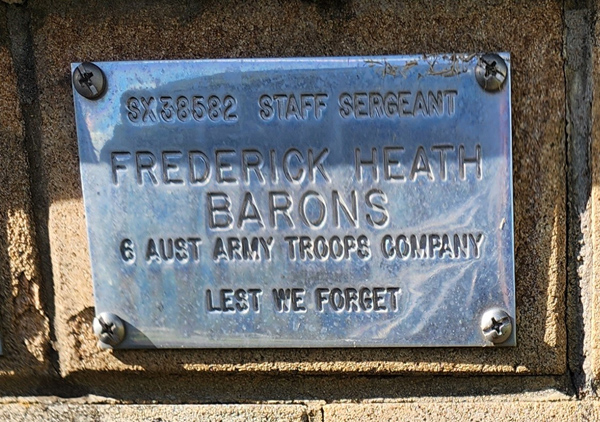 SX38582 STAFF SERGEANT
FREDERICK HEATH
BARONS
6 AUST ARMY TROOPS COMPANY
LEST WE FORGET